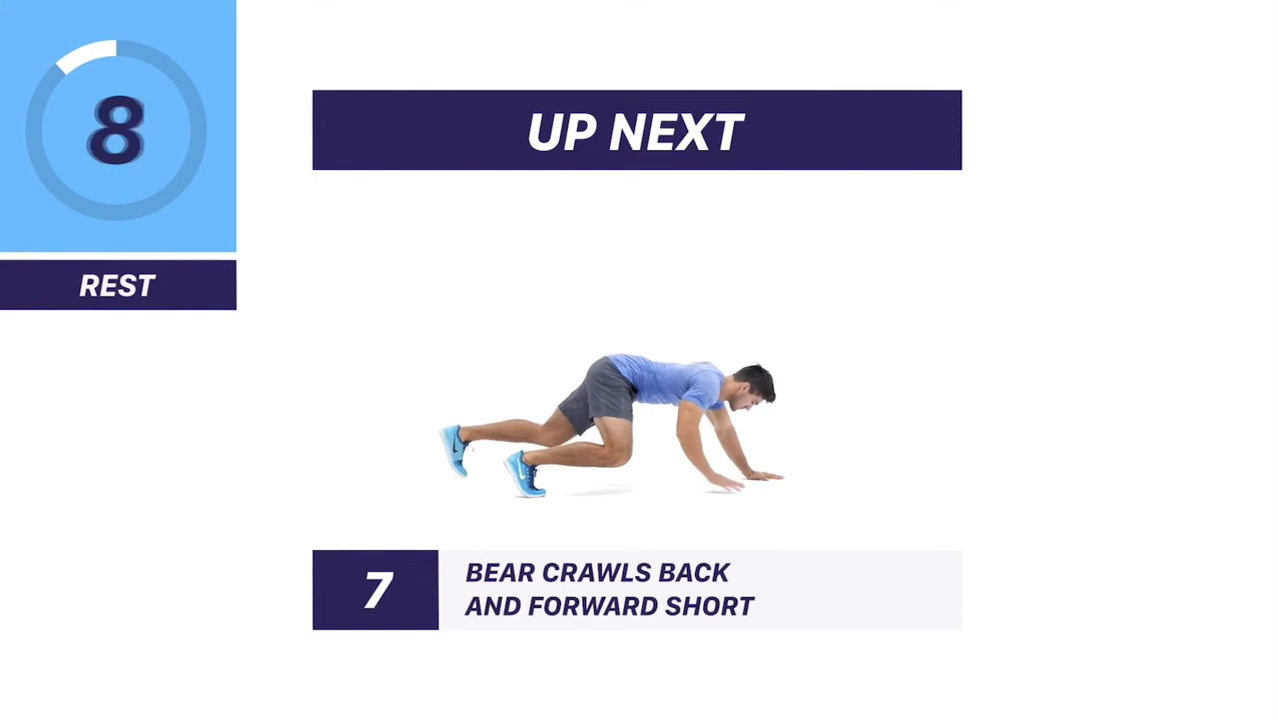 8
REST
UP NEXT
7
BEAR CRAWLS BACK
AND FORWARD SHORT